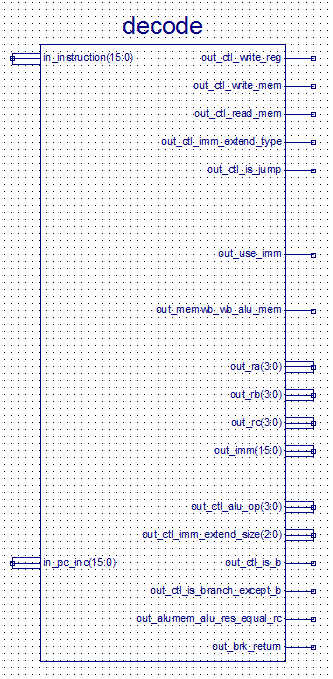 decode
in_instruction(15:0)
out_ctl_write_reg
out_ctl_write_mem
out_ctl_read_mem
out_ctl_imm_extend_type
out_ctl_is_jump
out_use_imm
out_memwb_wb_alu_mem
out_ra(3:0)
out_rb(3:0)
out_rc(3:0)
out_imm(15:0)
out_ctl_alu_op(3:0)
out_ctl_imm_extend_size(2:0)
in_pc_inc(15:0)
out_ctl_is_b
out_ctl_is_branch_except_b
out_alumem_alu_res_equal_rc
out_brk_return